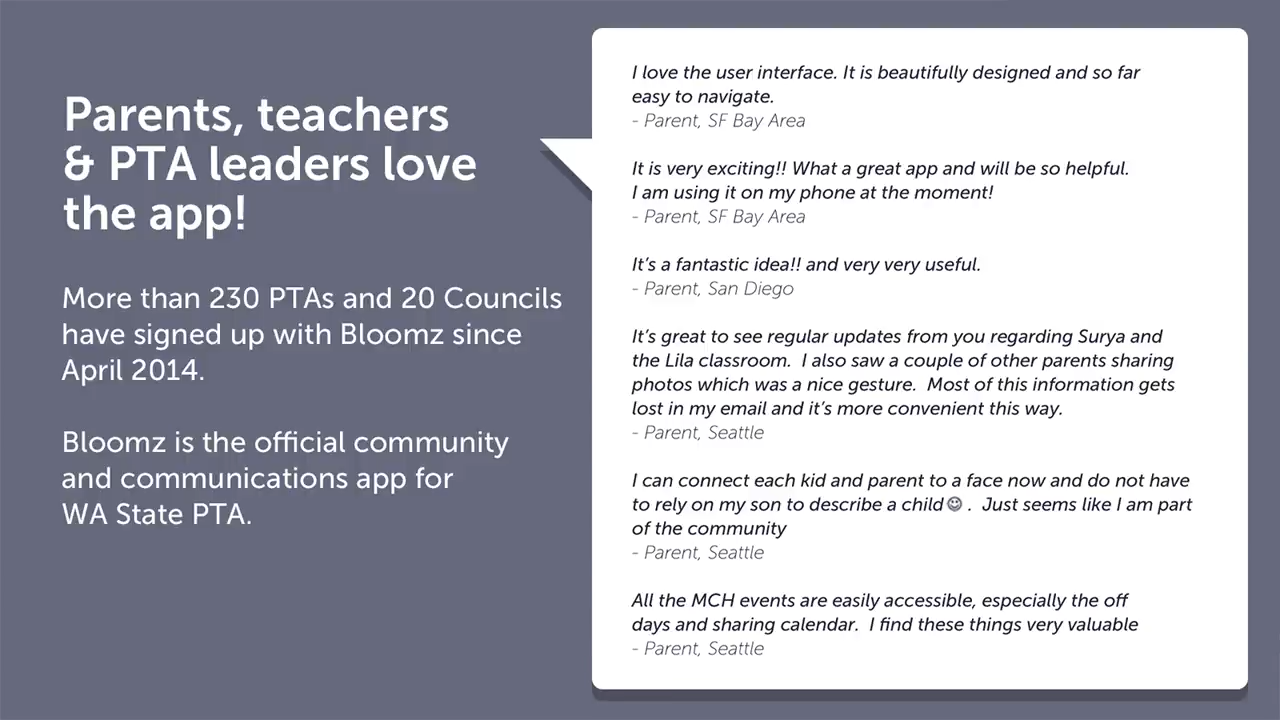 Parents, teachers
& PTA leaders love
the app!
More than 230 PTAs and 20 Councils
have signed up with Bloomz since
April 2014.
Bloomz is the official community
and communications app for
WA State PTA.
I love the user interface. It is beautifully designed and so far
easy to navigate.
- Parent, SF Bay Area
It is very exciting!! What a great app and will be so helpful.
I am using it on my phone at the moment!
- Parent, SF Bay Area
It's a fantastic idea!! and very very useful.
- Parent, San Diego
It's great to see regular updates from you regarding Surya and
the Lila classroom.  I also saw a couple of other parents sharing
photos which was a nice gesture.  Most of this information gets
lost in my email and it's more convenient this way.
- Parent, Seattle
I can connect each kid and parent to a face now and do not have
to rely on my son to describe a child☺ .  Just seems like I am part
of the community
- Parent, Seattle
All the MCH events are easily accessible, especially the off
days and sharing calendar.  I find these things very valuable
- Parent, Seattle